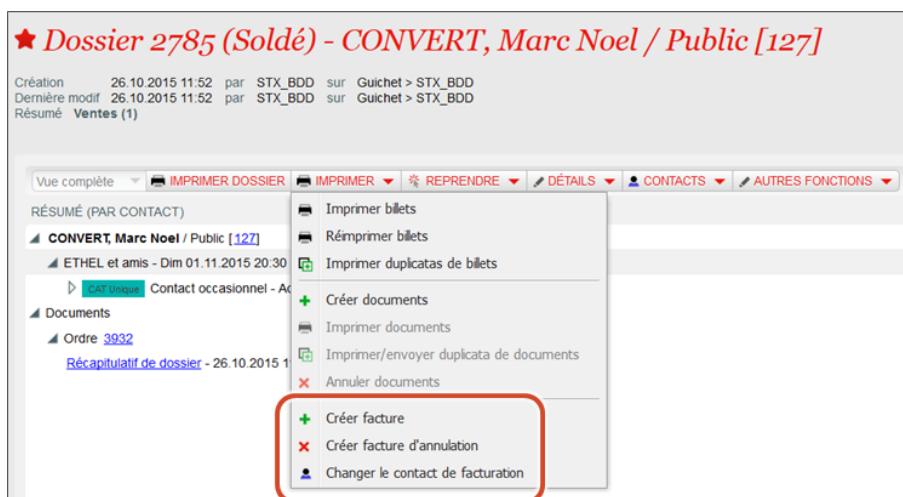 Dossier 2785 (Soldé) - CONVERT, Marc Noel / Public [127]
Création 26.10.2015 11:52 par STX_BDD sur Guichet > STX_BDD
Dernière modif 26.10.2015 11:52 par STX_BDD sur Guichet > STX_BDD
Résumé Ventes (1)
Vue complète IMPRIMER DOSSIER IMPRIMER REPRENDRE DÉTAILS CONTACTS AUTRES FONCTIONS
RÉSUMÉ (PAR CONTACT)
CONVERT, Marc Noel / Public [127]
ETHEL et amis - Dim 01.11.2015 20:30
CAT Unique Contact occasionnel - Ac
Documents
Ordre 3932
Récapitulatif de dossier - 26.10.2015 1
Imprimer billets
Réimprimer billets
Imprimer duplicatas de billets
Créer documents
Imprimer documents
Imprimer/envoyer duplicata de documents
Annuler documents
Créer facture
Créer facture d'annulation
Changer le contact de facturation